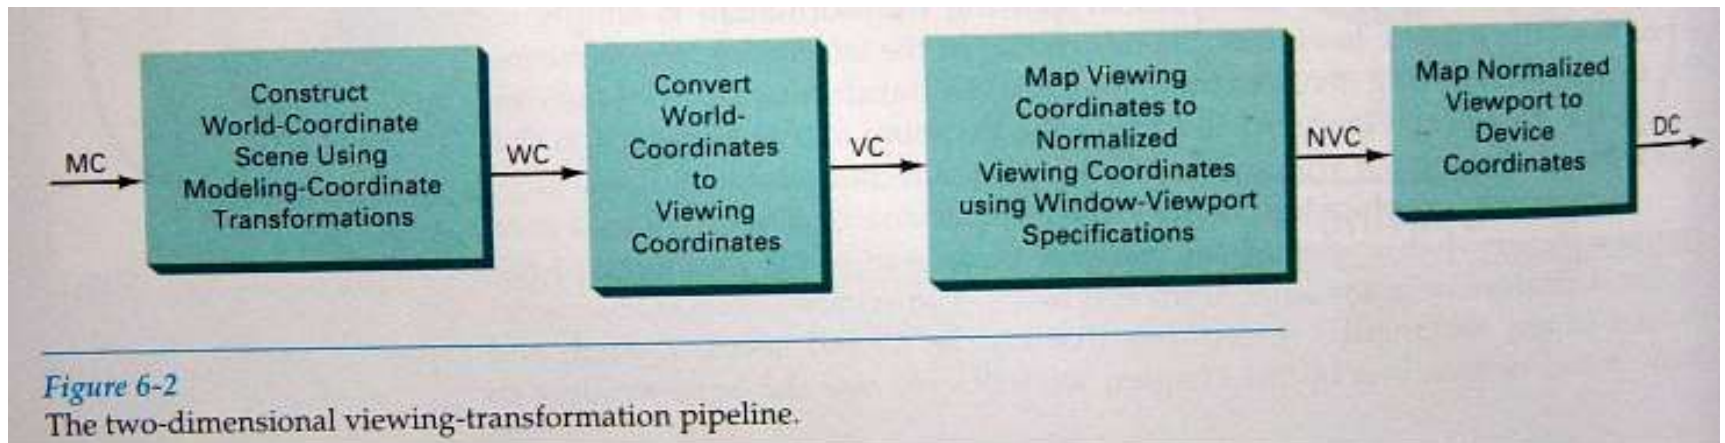 MC
Construct
World-Coordinate
Scene Using
Modeling-Coordinate
Transformations
WC
Convert
World-
Coordinates
to
Viewing
Coordinates
VC
Map Viewing
Coordinates to
Normalized
Viewing Coordinates
using Window-Viewport
Specifications
NVC
Map Normalized
Viewport to
Device
Coordinates
DC
Figure 6-2
The two-dimensional viewing-transformation pipeline.